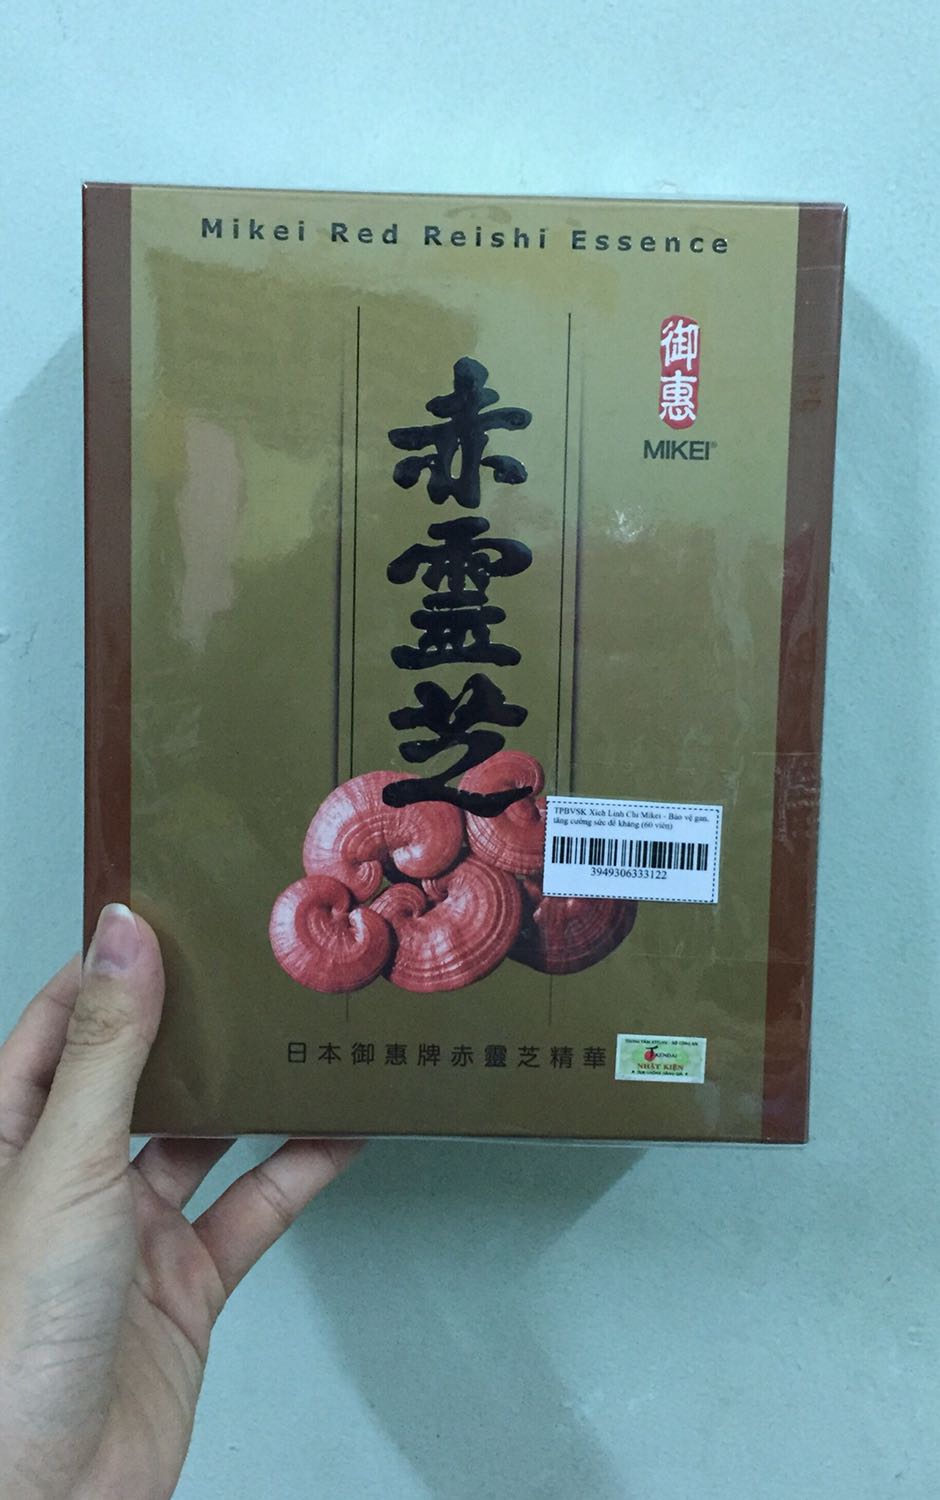 Mikei Red Reishi Essence
御惠
MIKEI®
赤靈芝
TPBVSK Xích Linh Chi Mikei - Bảo vệ gan,
tăng cường sức đề kháng (60 viên)
3949306333122
日本御惠牌赤靈芝精華
KENDAI
NHẬT KIỆN